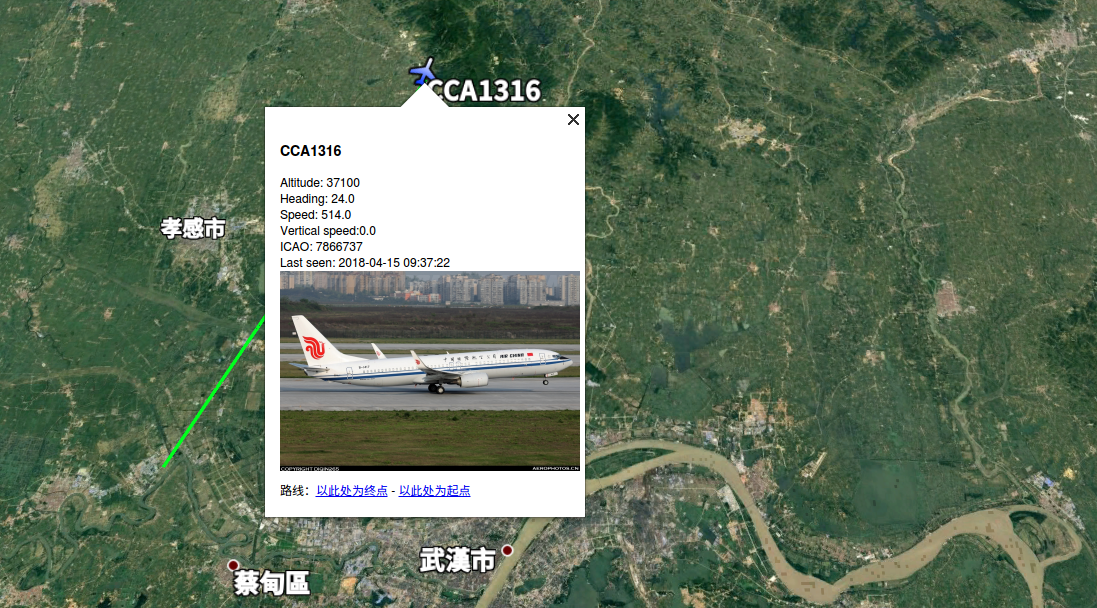 CCA1316
CCA1316
Altitude: 37100
Heading: 24.0
Speed: 514.0
Vertical speed:0.0
ICAO: 7866737
Last seen: 2018-04-15 09:37:22
孝感市
AIR CHINA
COPYRIGHT DIGIN265
AEROPHOTOS.CN
路线: 以此处为终点 - 以此处为起点
武漢市
蔡甸區